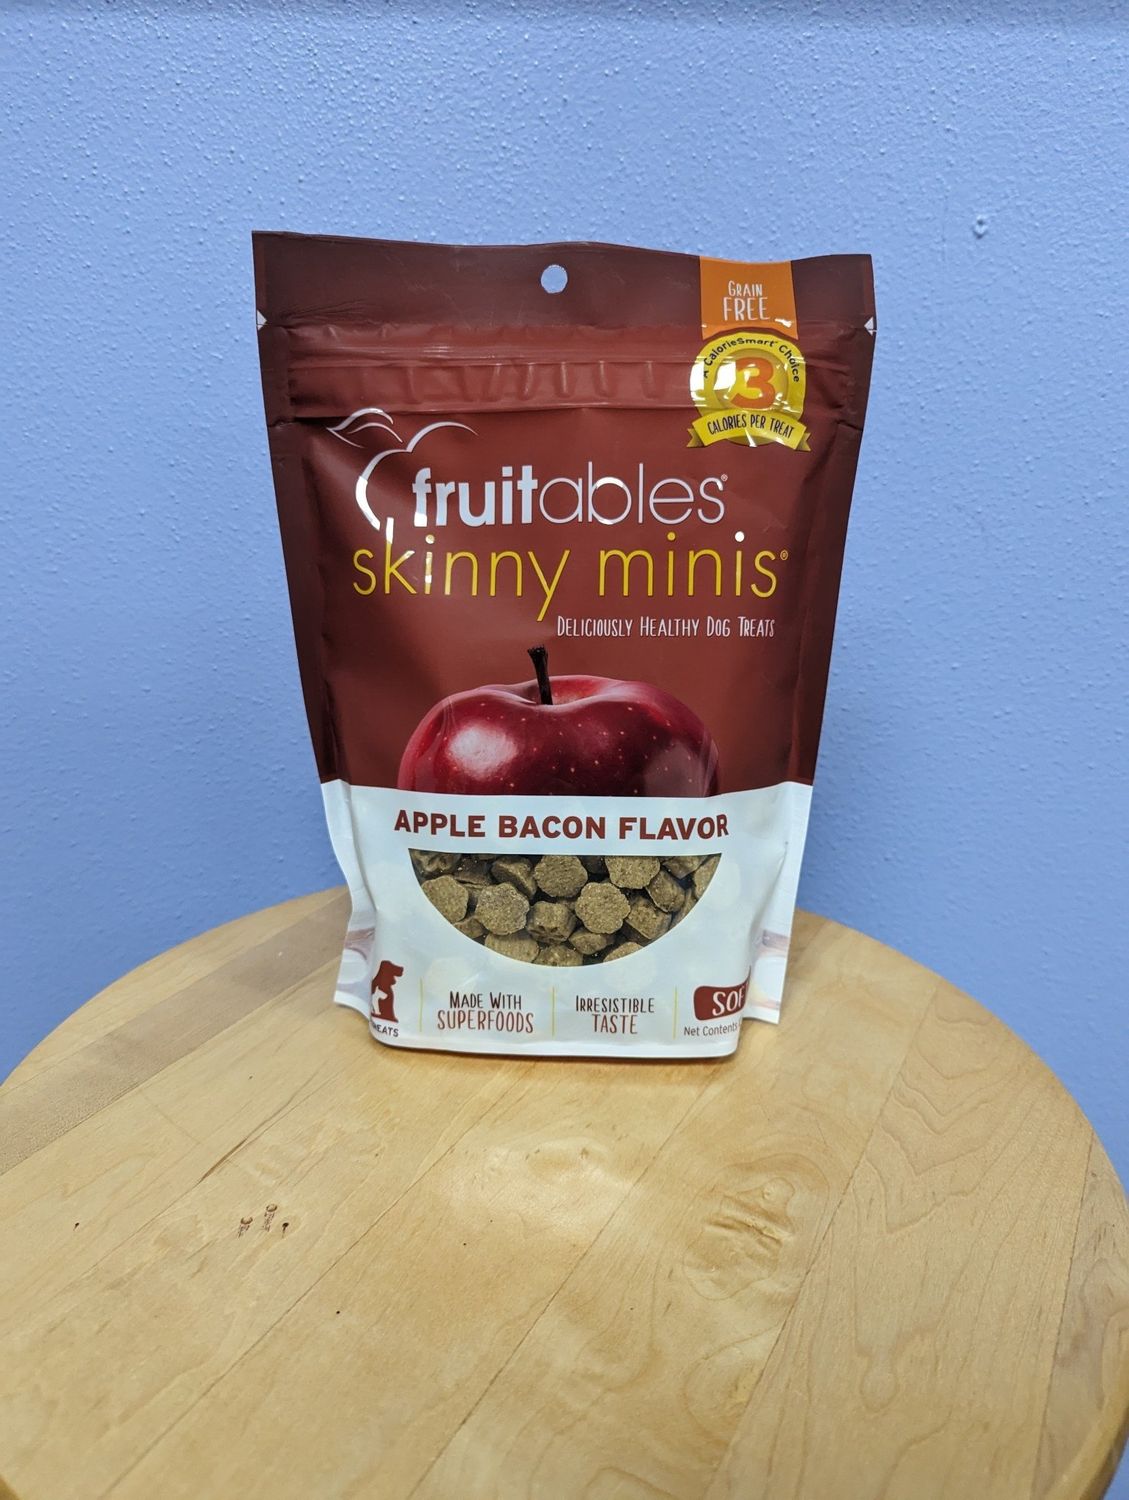 GRAIN
FREE
A CalorieSmart Choice
3
CALORIES PER TREAT
fruitables®
skinny minis®
DELICIOUSLY HEALTHY DOG TREATS
APPLE BACON FLAVOR
MADE WITH
SUPERFOODS
IRRESISTIBLE
TASTE
Net Contents